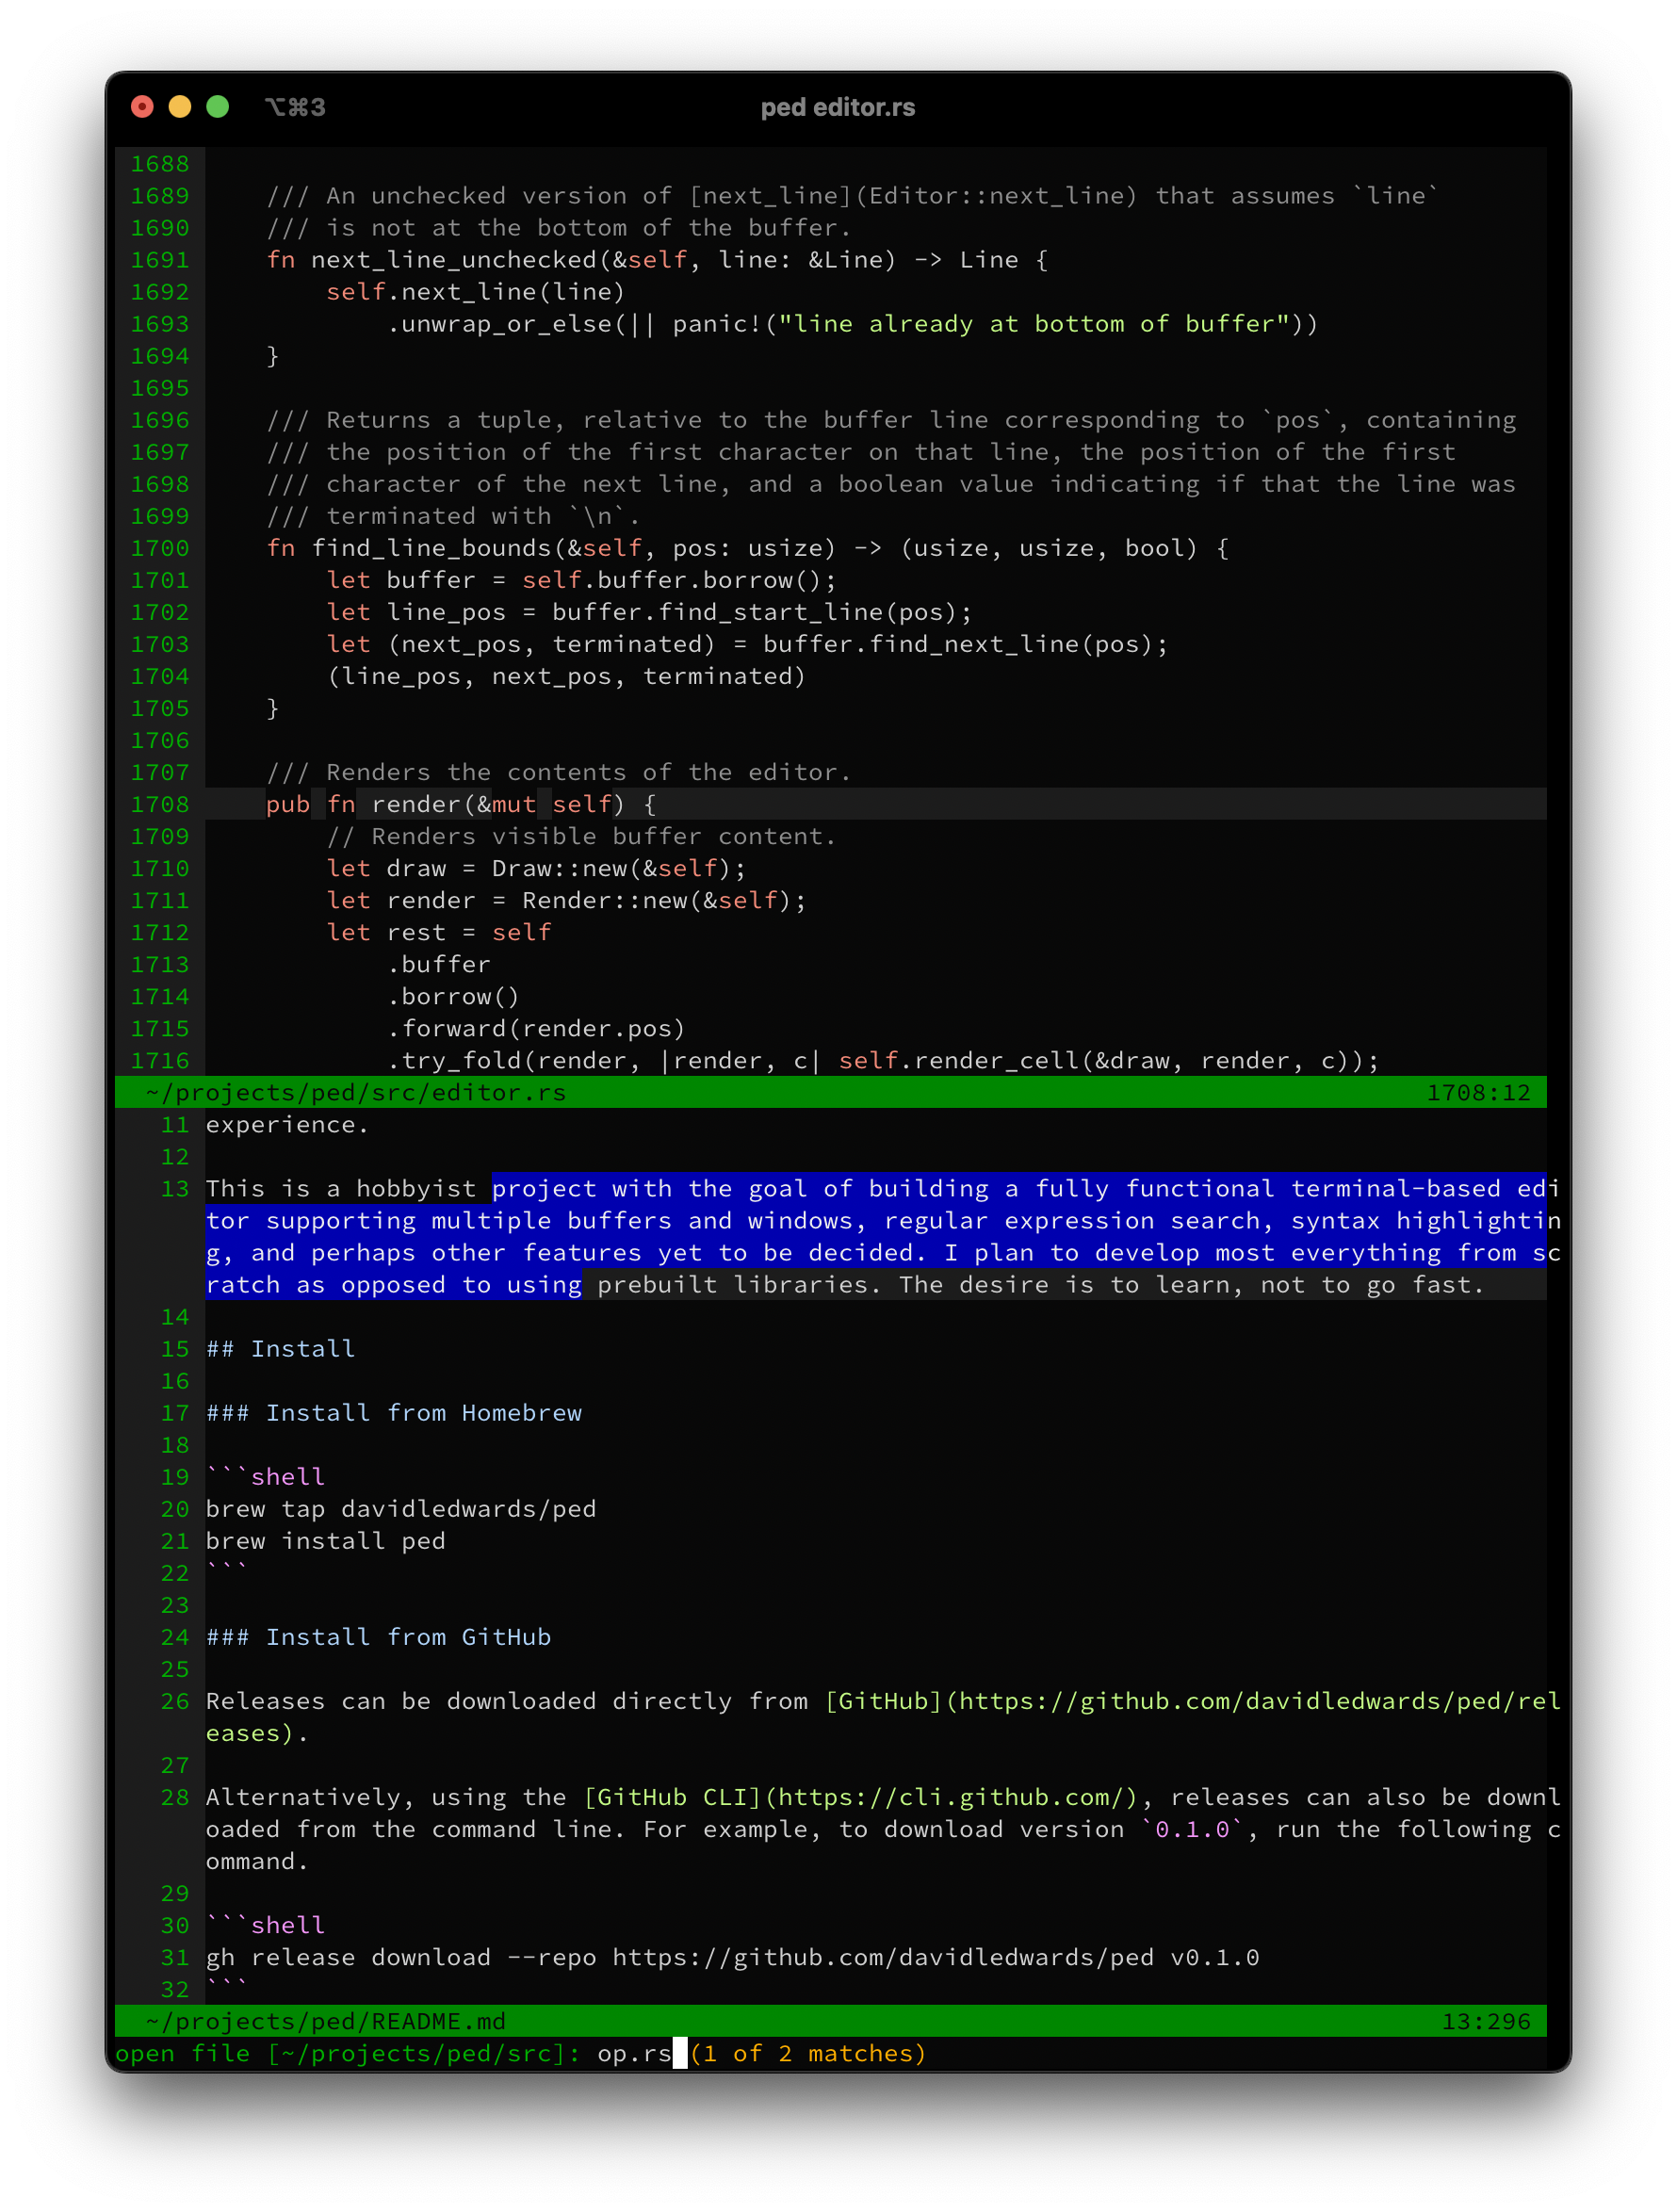 ⌥⌘3 ped editor.rs
1688
1689     /// An unchecked version of [next_line](Editor::next_line) that assumes `line`
1690     /// is not at the bottom of the buffer.
1691     fn next_line_unchecked(&self, line: &Line) -> Line {
1692         self.next_line(line)
1693             .unwrap_or_else(|| panic!("line already at bottom of buffer"))
1694     }
1695
1696     /// Returns a tuple, relative to the buffer line corresponding to `pos`, containing
1697     /// the position of the first character on that line, the position of the first
1698     /// character of the next line, and a boolean value indicating if that the line was
1699     /// terminated with `\n`.
1700     fn find_line_bounds(&self, pos: usize) -> (usize, usize, bool) {
1701         let buffer = self.buffer.borrow();
1702         let line_pos = buffer.find_start_line(pos);
1703         let (next_pos, terminated) = buffer.find_next_line(pos);
1704         (line_pos, next_pos, terminated)
1705     }
1706
1707     /// Renders the contents of the editor.
1708     pub fn render(&mut self) {
1709         // Renders visible buffer content.
1710         let draw = Draw::new(&self);
1711         let render = Render::new(&self);
1712         let rest = self
1713             .buffer
1714             .borrow()
1715             .forward(render.pos)
1716             .try_fold(render, |render, c| self.render_cell(&draw, render, c));
~/projects/ped/src/editor.rs 1708:12
11 experience.
12
13 This is a hobbyist project with the goal of building a fully functional terminal-based edi
tor supporting multiple buffers and windows, regular expression search, syntax highlightin
g, and perhaps other features yet to be decided. I plan to develop most everything from sc
ratch as opposed to using prebuilt libraries. The desire is to learn, not to go fast.
14
15 ## Install
16
17 ### Install from Homebrew
18
19 ```shell
20 brew tap davidledwards/ped
21 brew install ped
22 ```
23
24 ### Install from GitHub
25
26 Releases can be downloaded directly from [GitHub](https://github.com/davidledwards/ped/rel
eases).
27
28 Alternatively, using the [GitHub CLI](https://cli.github.com/), releases can also be downl
oaded from the command line. For example, to download version `0.1.0`, run the following c
ommand.
29
30 ```shell
31 gh release download --repo https://github.com/davidledwards/ped v0.1.0
32 ```
~/projects/ped/README.md 13:296
open file [~/projects/ped/src]: op.rs (1 of 2 matches)